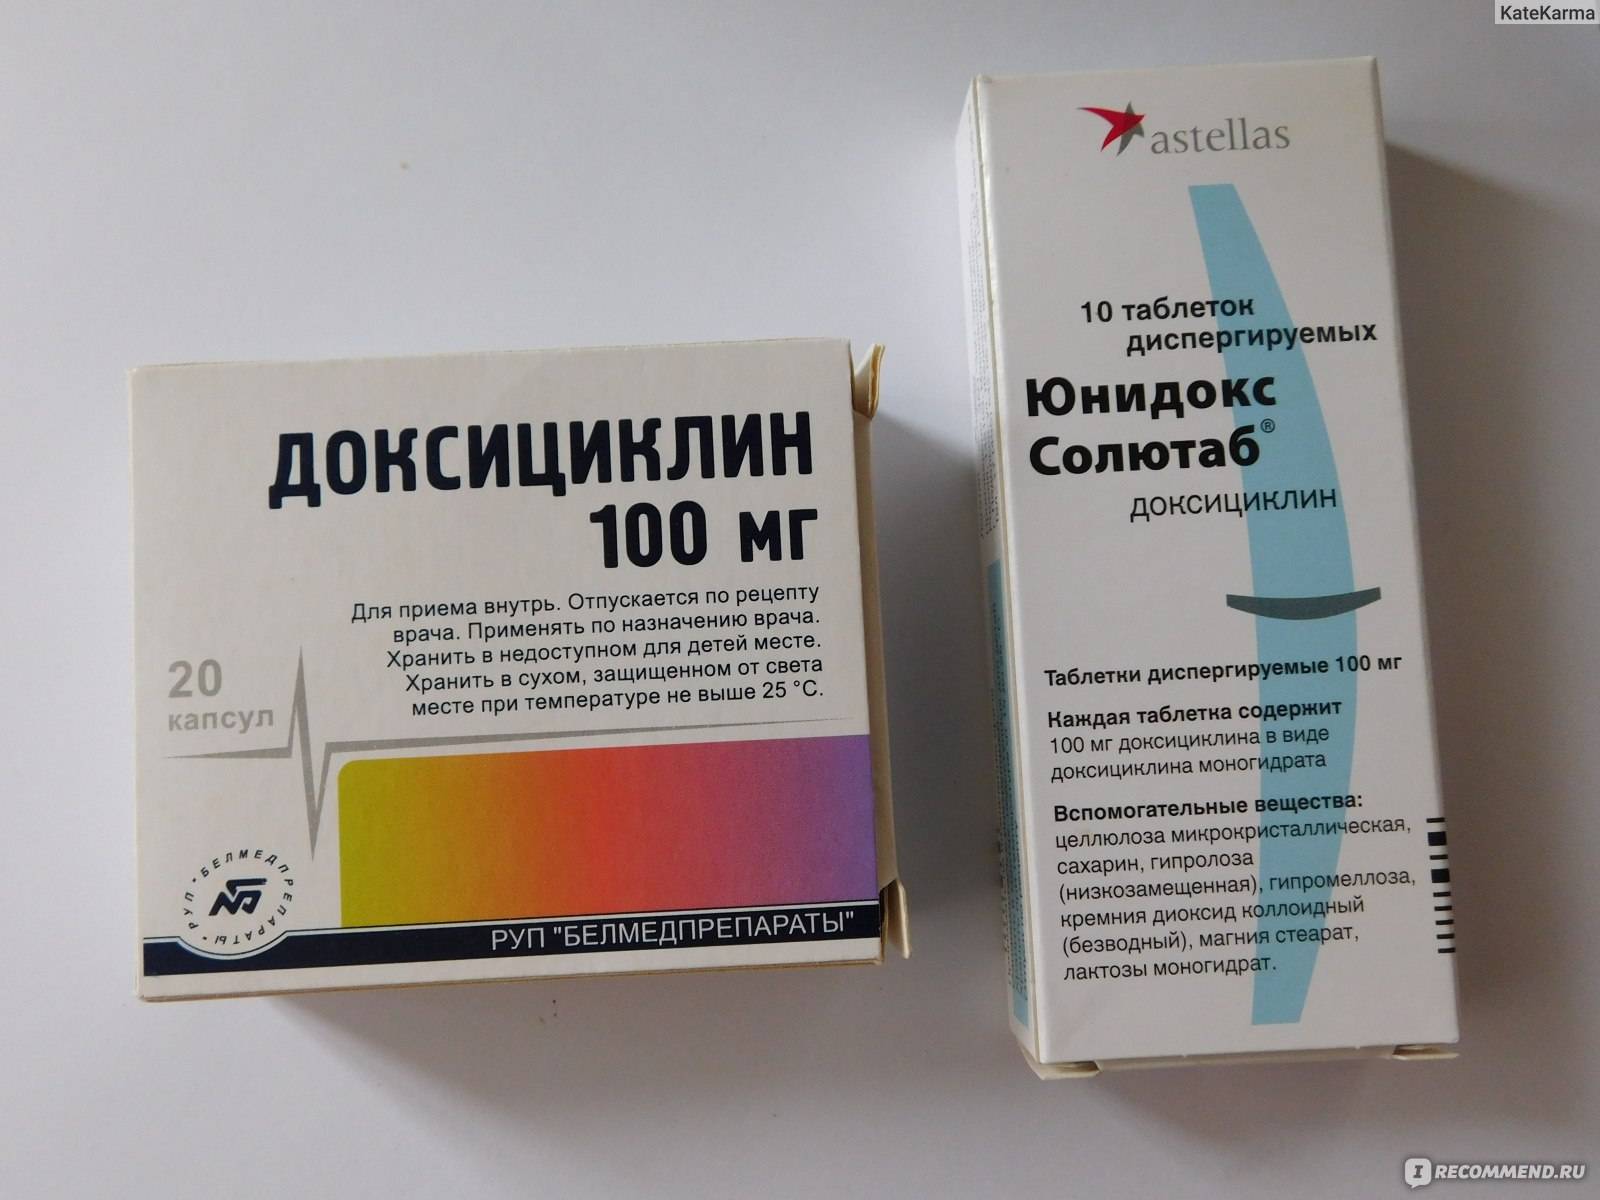 KateKarma
ДОКСИЦИКЛИН
100 мг
Для приема внутрь. Отпускается по рецепту
врача. Применять по назначению врача.
Хранить в недоступном для детей месте.
Хранить в сухом, защищенном от света
месте при температуре не выше 25 °С.
20
капсул
РУП • БЕЛМЕДПРЕПАРАТЫ •
РУП "БЕЛМЕДПРЕПАРАТЫ"
astellas
10 таблеток
диспергируемых
Юнидокс
Солютаб®
доксициклин
Таблетки диспергируемые 100 мг
Каждая таблетка содержит
100 мг доксициклина в виде
доксициклина моногидрата
Вспомогательные вещества:
целлюлоза микрокристаллическая,
сахарин, гипролоза
(низкозамещенная), гипромеллоза,
кремния диоксид коллоидный
(безводный), магния стеарат,
лактозы моногидрат.
IRECOMMEND.RU